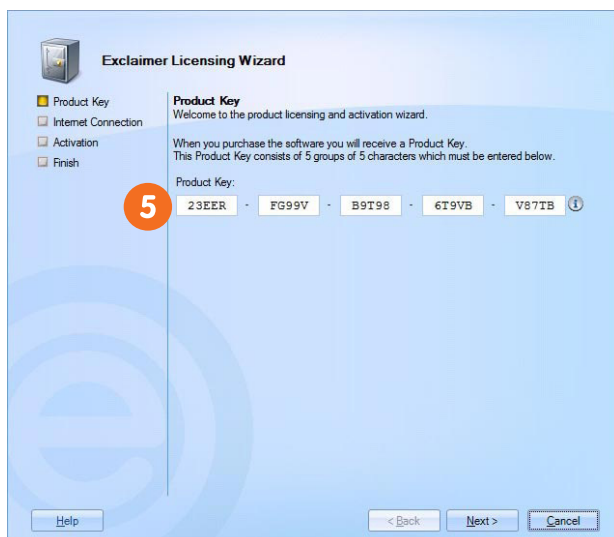 Exclaimer Licensing Wizard
Product Key
Internet Connection
Activation
Finish
Product Key
Welcome to the product licensing and activation wizard.
When you purchase the software you will receive a Product Key.
This Product Key consists of 5 groups of 5 characters which must be entered below.
Product Key:
5
23EER - FG99V - B9T98 - 6T9VB - V87TB
Help
< Back
Next >
Cancel